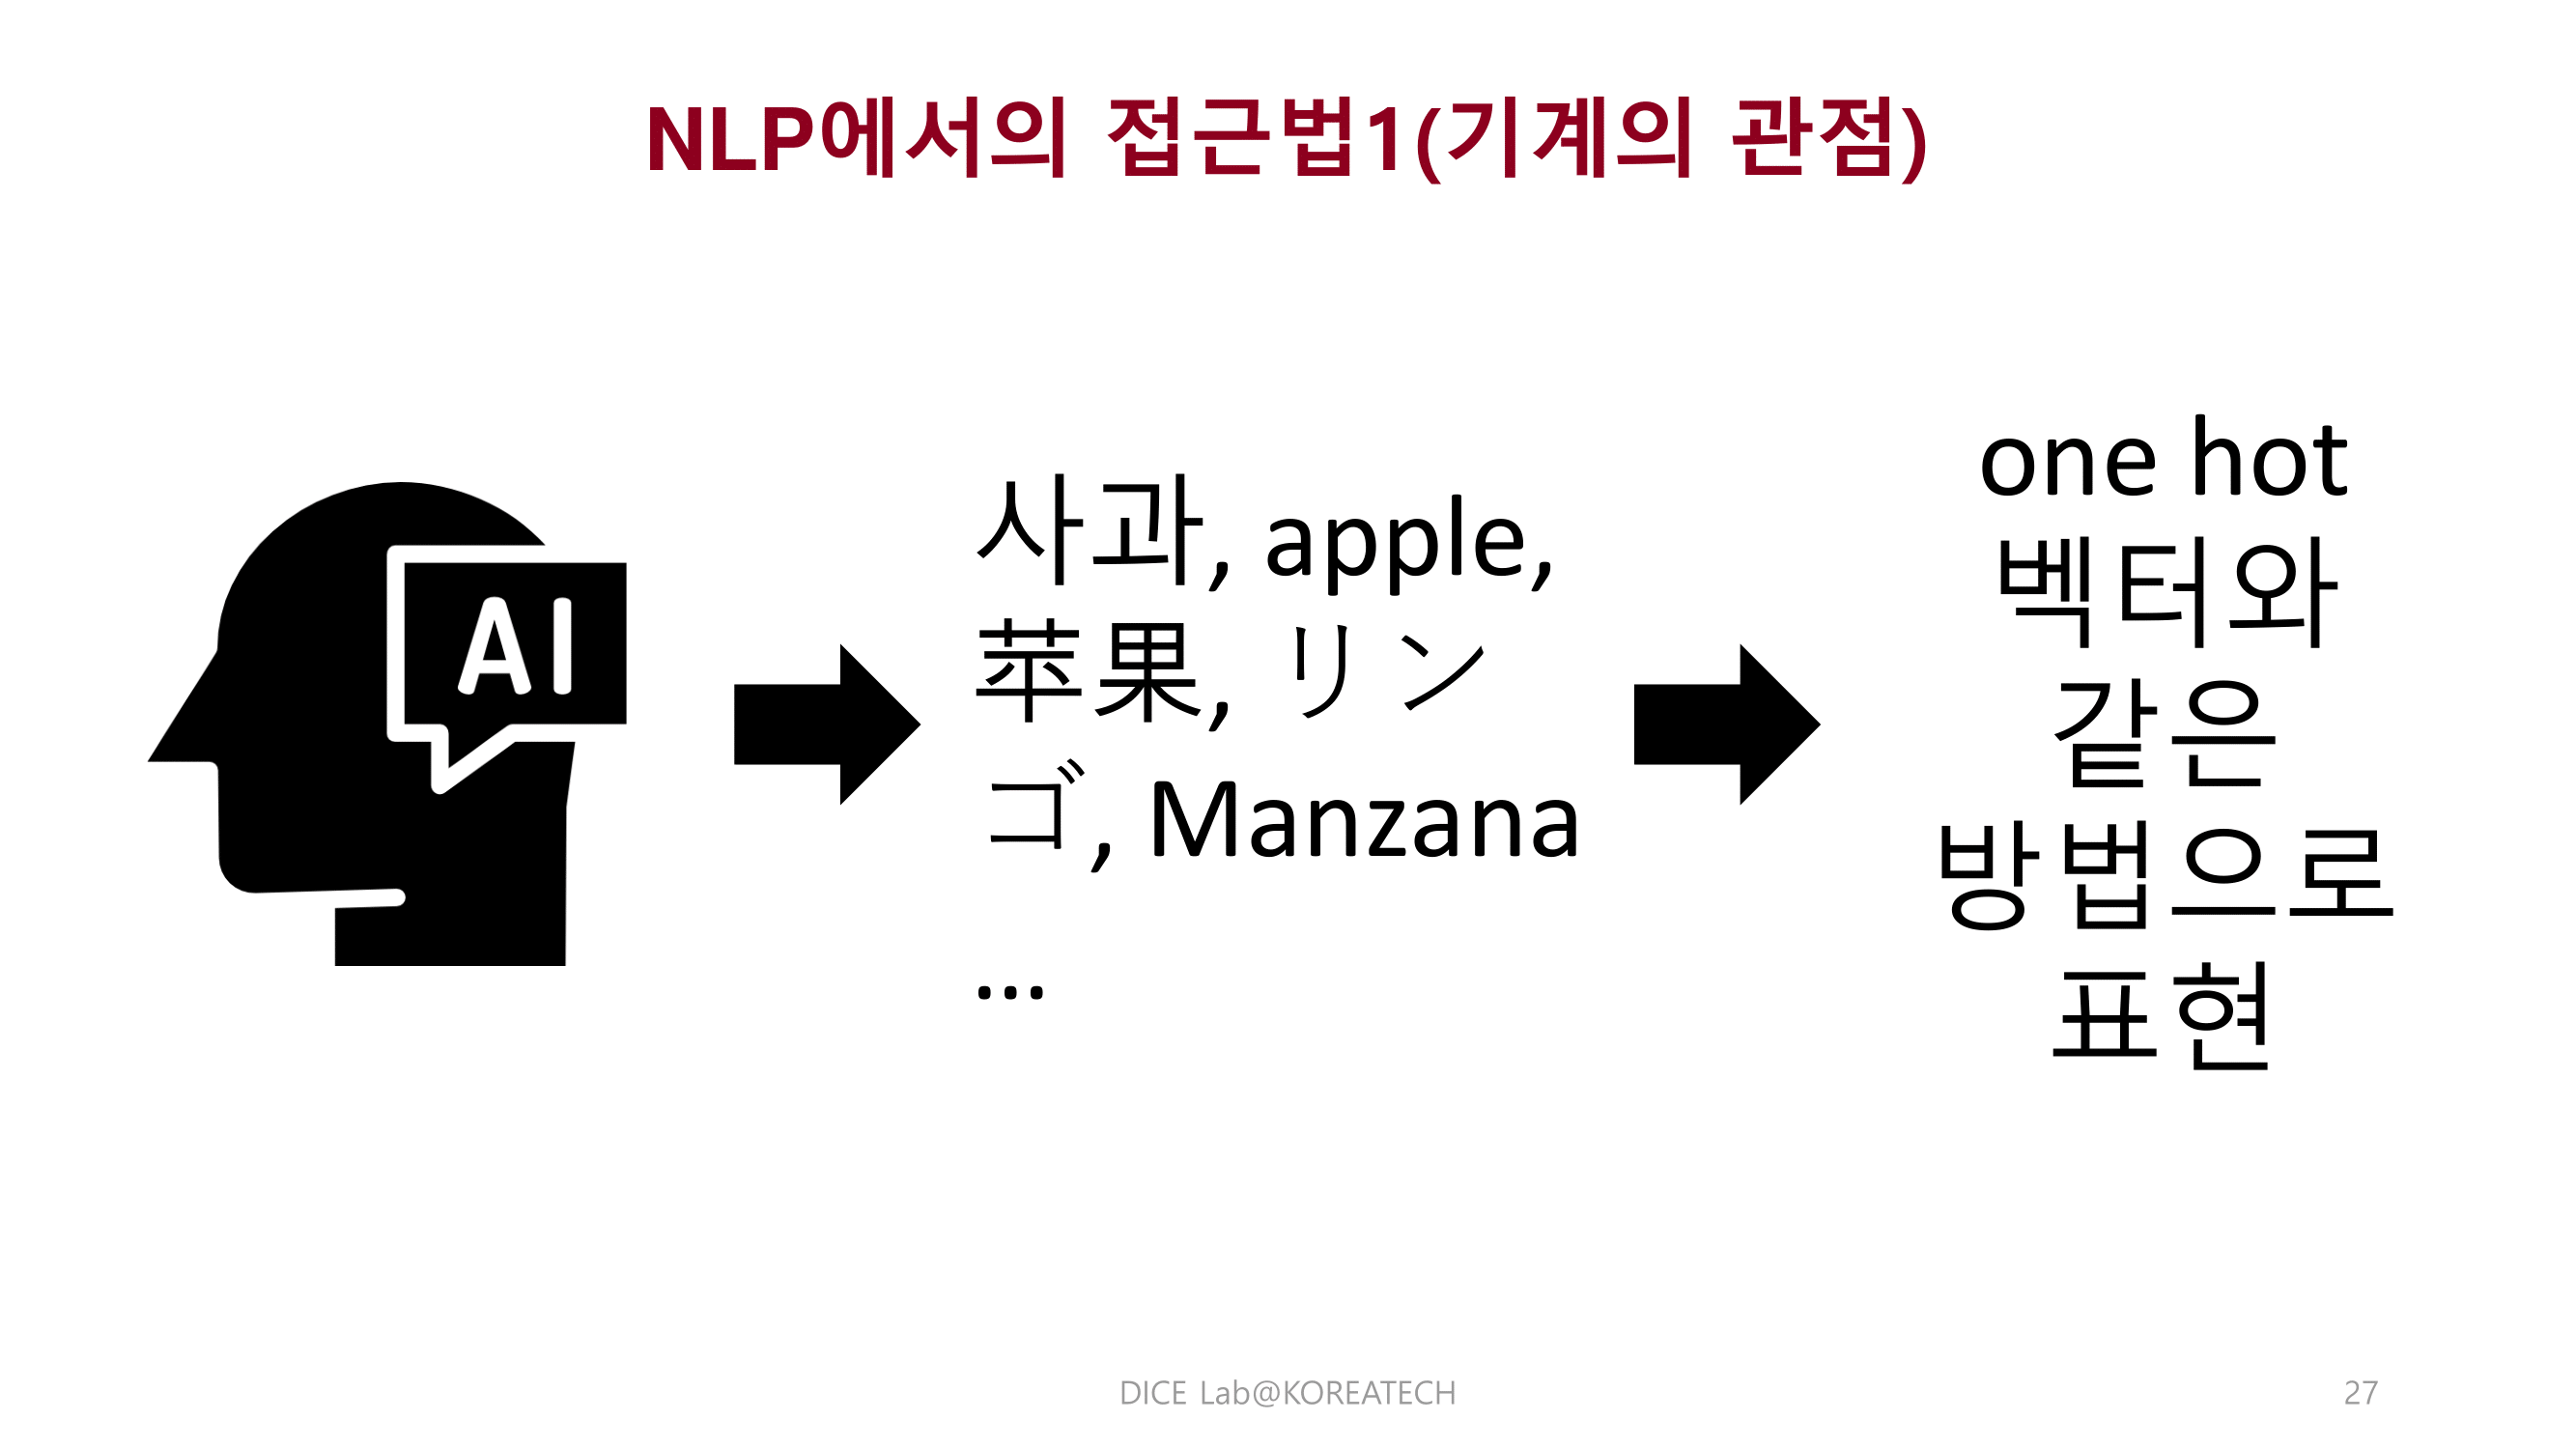 NLP에서의 접근법1(기계의 관점)
AI
사과, apple,
苹果, リン
ゴ, Manzana
...
one hot
벡터와
같은
방법으로
표현
DICE Lab@KOREATECH
27